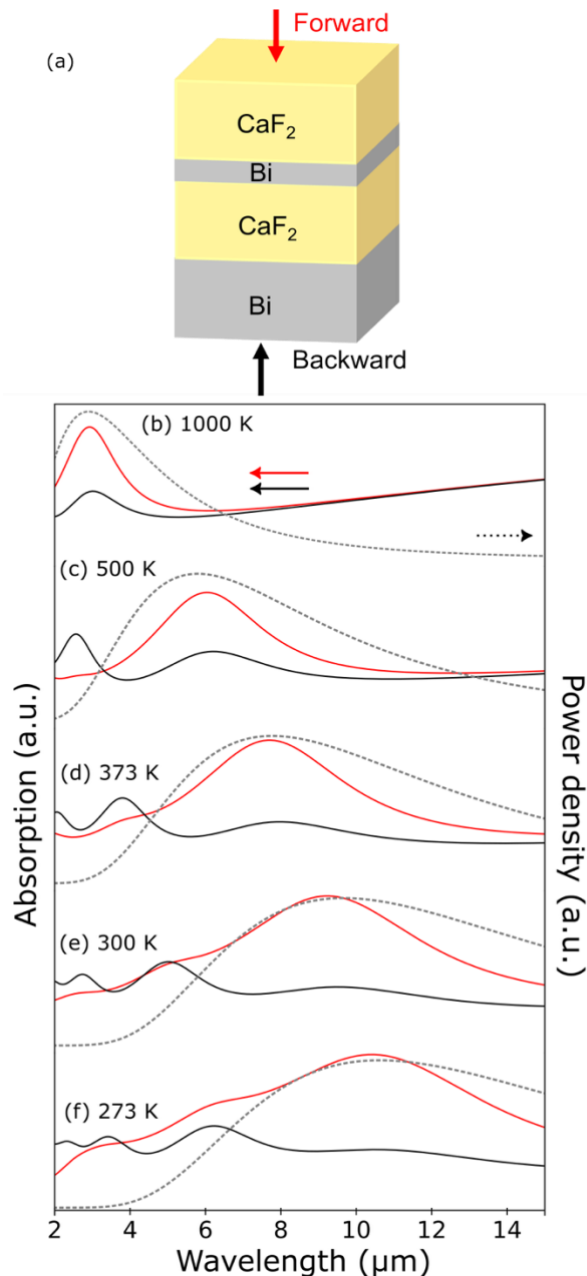 Forward
(a)
CaF₂
Bi
CaF₂
Bi
Backward
(b) 1000 K
(c) 500 K
(d) 373 K
(e) 300 K
(f) 273 K
Absorption (a.u.)
Power density (a.u.)
2 4 6 8 10 12 14
Wavelength (μm)